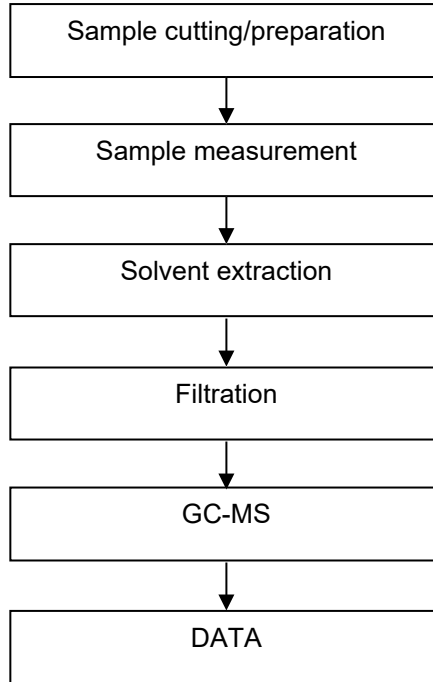 Sample cutting/preparation
Sample measurement
Solvent extraction
Filtration
GC-MS
DATA